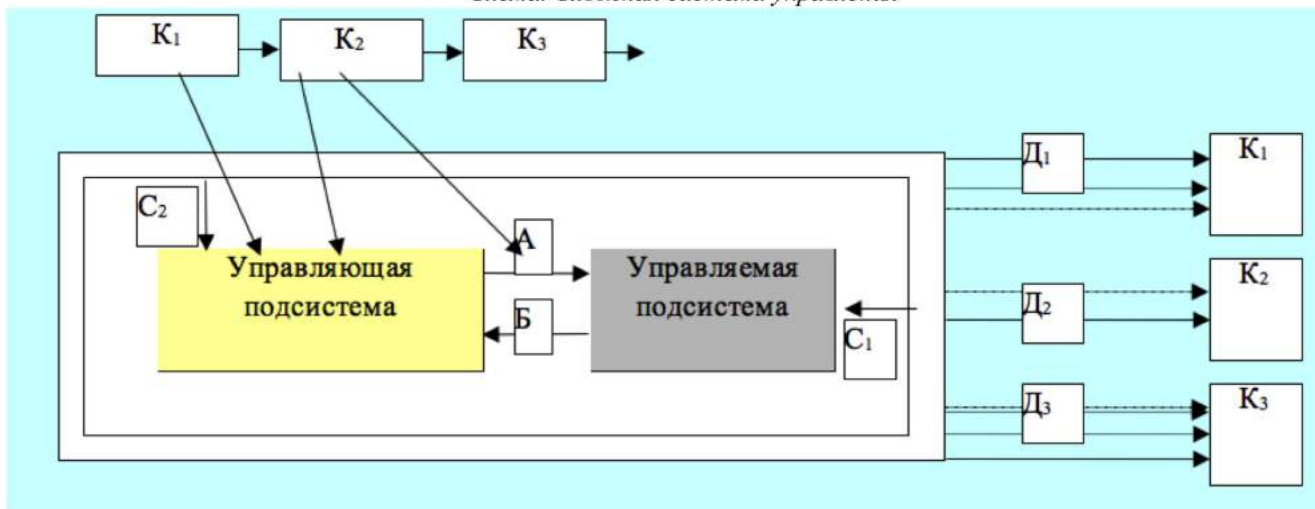 К₁
К₂
К₃
Д₁
К₁
С₂
А
Управляющая
подсистема
Управляемая
подсистема
К₂
Б
Д₂
С₁
Д₃
К₃